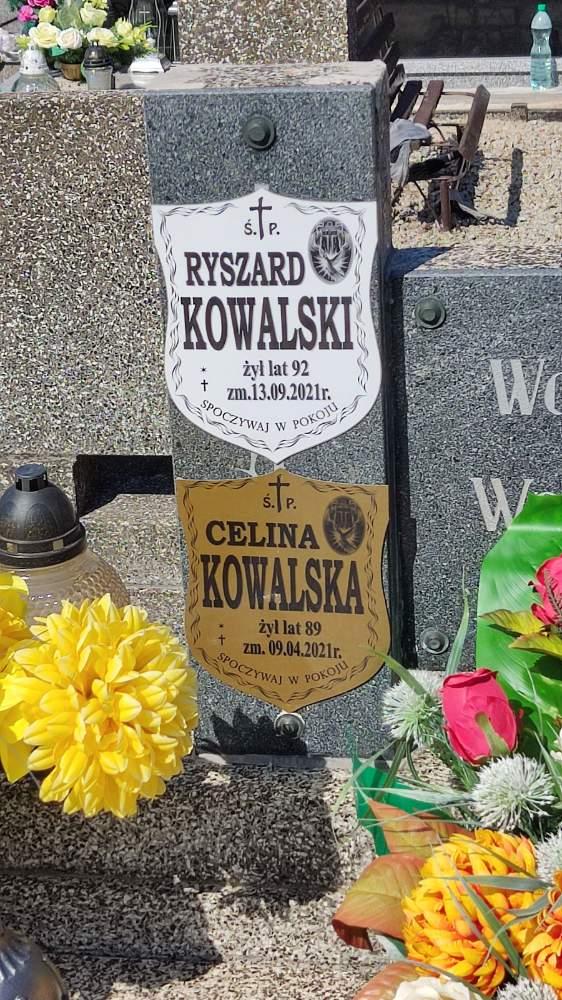 Ś. P.
RYSZARD
KOWALSKI
żył lat 92
zm.13.09.2021r.
SPOCZYWAJ W POKOJU
Ś. P.
CELINA
KOWALSKA
żył lat 89
zm. 09.04.2021r.
SPOCZYWAJ W POKOJU